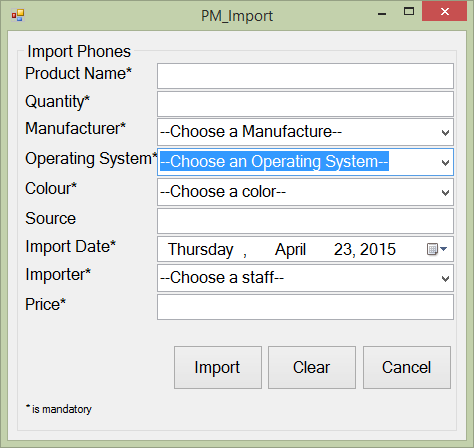 PM_Import
Import Phones
Product Name*
Quantity*
Manufacturer* --Choose a Manufacture--
Operating System* --Choose an Operating System--
Colour* --Choose a color--
Source
Import Date* Thursday , April 23, 2015
Importer* --Choose a staff--
Price*
Import Clear Cancel
* is mandatory